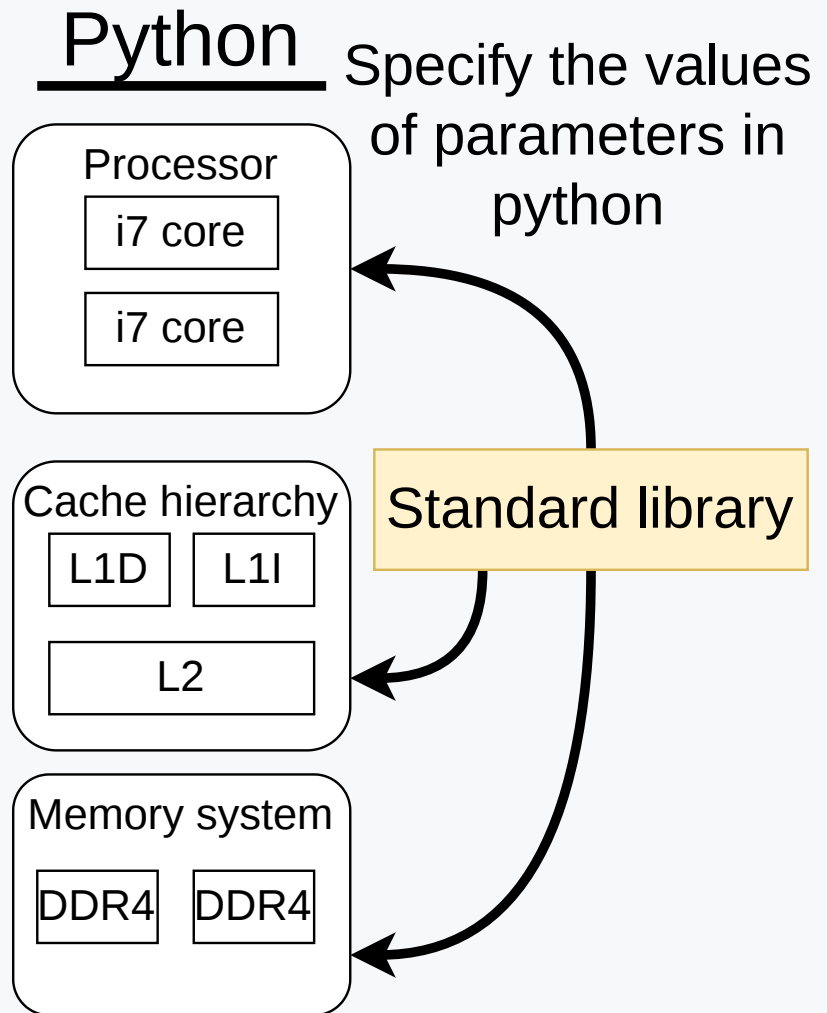 Python
Specify the values
of parameters in
python
Processor
i7 core
i7 core
Standard library
Cache hierarchy
L1D
L1I
L2
Memory system
DDR4
DDR4